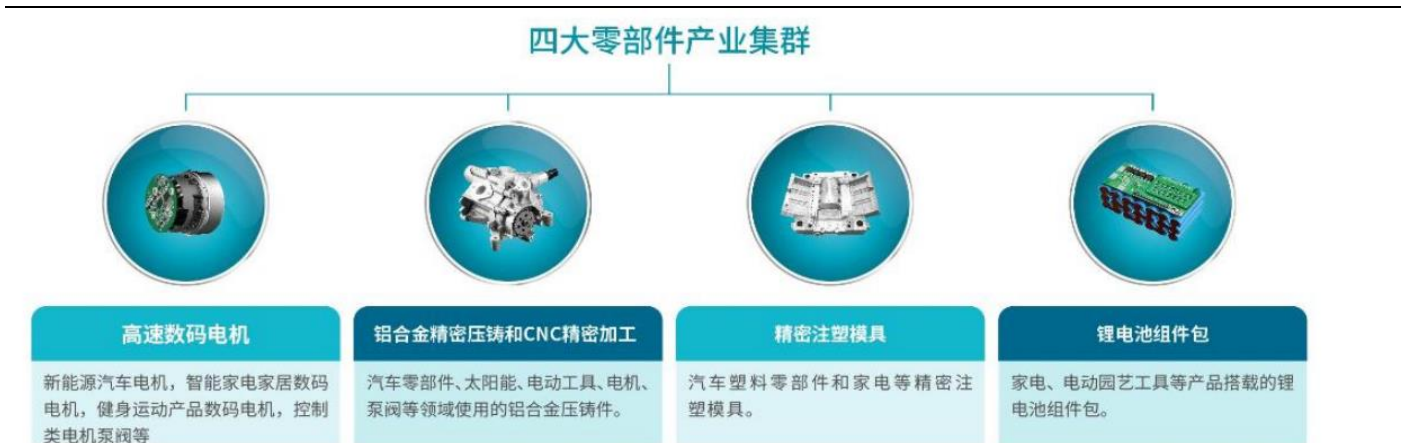 四大零部件产业集群
高速数码电机
新能源汽车电机，智能家电家居数码
电机，健身运动产品数码电机，控制
类电机泵阀等
铝合金精密压铸和CNC精密加工
汽车零部件、太阳能、电动工具、电机、
泵阀等领域使用的铝合金压铸件。
精密注塑模具
汽车塑料零部件和家电等精密注
塑模具。
锂电池组件包
家电、电动园艺工具等产品搭载的锂
电池组件包。